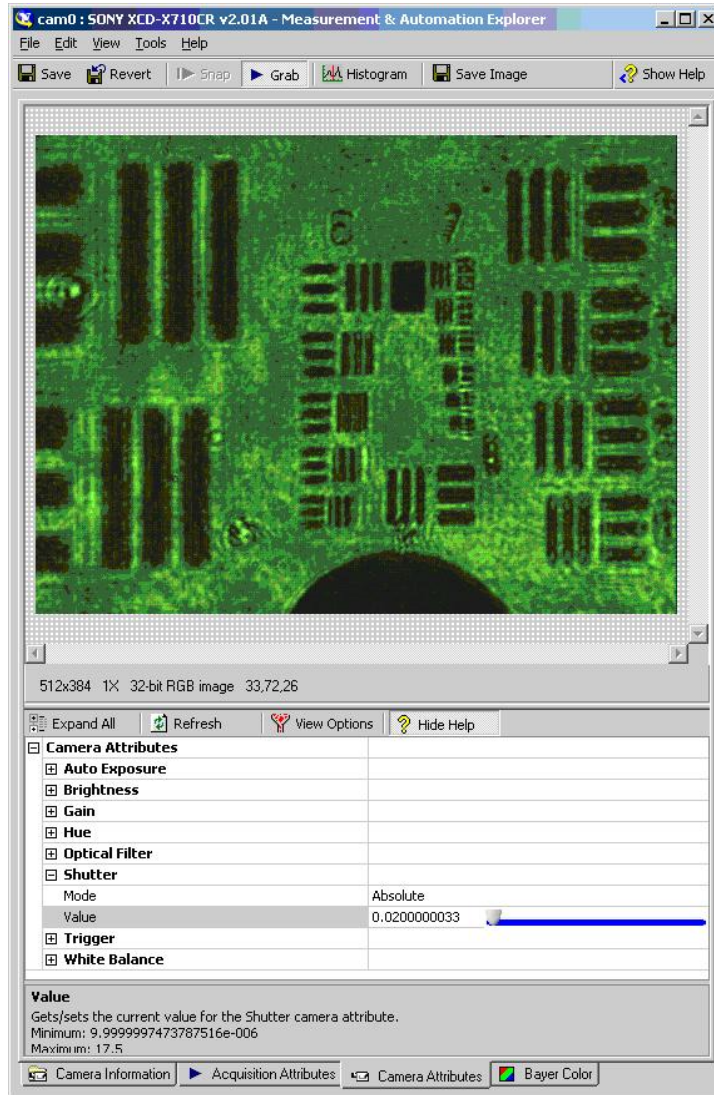 cam0 : SONY XCD-X710CR v2.01A - Measurement & Automation Explorer
File Edit View Tools Help
Save Revert Snap Grab Histogram Save Image Show Help
6 7
512x384 1X 32-bit RGB image 33,72,26
Expand All Refresh View Options Hide Help
Camera Attributes
Auto Exposure
Brightness
Gain
Hue
Optical Filter
Shutter
Mode Absolute
Value 0.0200000033
Trigger
White Balance
Value
Gets/sets the current value for the Shutter camera attribute.
Minimum: 9.9999997473787516e-006
Maximum: 17.5
Camera Information Acquisition Attributes Camera Attributes Bayer Color